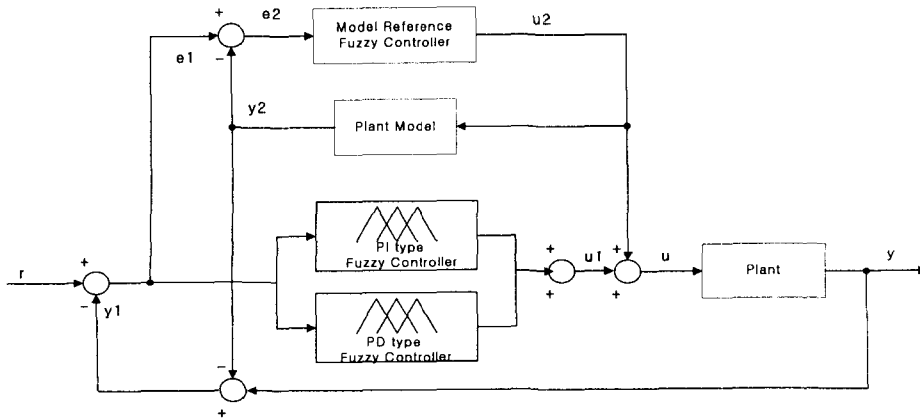 +
e2
Model Reference
Fuzzy Controller
u2
e1
−
y2
Plant Model
PI type
Fuzzy Controller
r
+
−
y1
+
+
u1
+
+
u
Plant
y
PD type
Fuzzy Controller
−
+